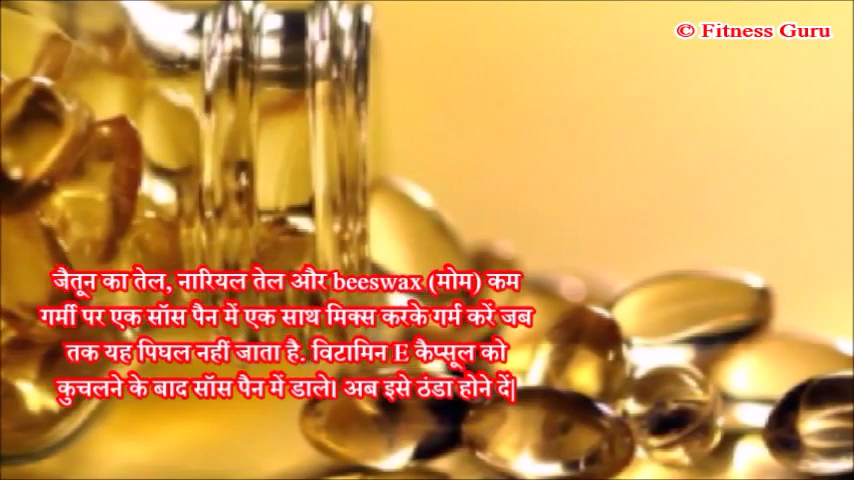 © Fitness Guru
जैतून का तेल, नारियल तेल और beeswax (मोम) कम
गर्मी पर एक सॉस पैन में एक साथ मिक्स करके गर्म करें जब
तक यह पिघल नहीं जाता है. विटामिन E कैप्सूल को
कुचलने के बाद सॉस पैन में डाले। अब इसे ठंडा होने दें|